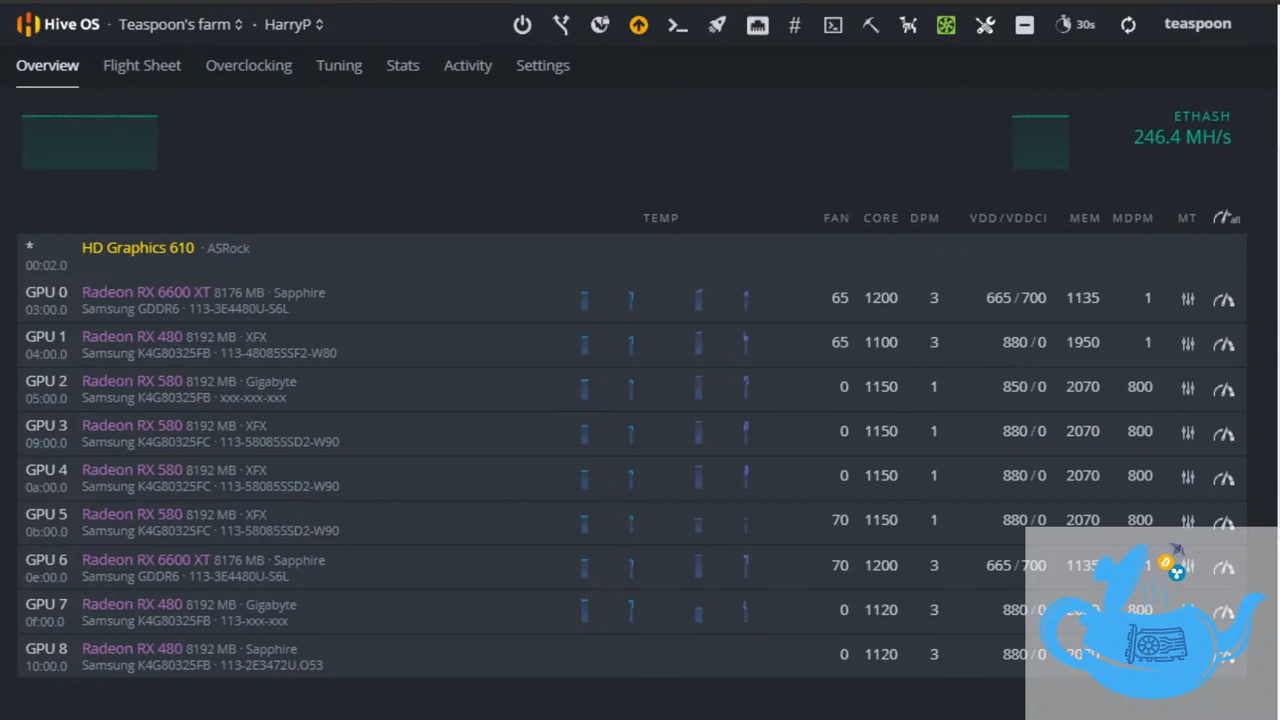 Hive OS · Teaspoon's farm · HarryP 30s teaspoon
Overview Flight Sheet Overclocking Tuning Stats Activity Settings
ETHASH
246.4 MH/s
TEMP FAN CORE DPM VDD/VDDCI MEM MDPM MT all
* HD Graphics 610 · ASRock
00:02.0
GPU 0 Radeon RX 6600 XT 8176 MB · Sapphire 65 1200 3 665/700 1135 1
03:00.0 Samsung GDDR6 · 113-3E4480U-S6L
GPU 1 Radeon RX 480 8192 MB · XFX 65 1100 3 880/0 1950 1
04:00.0 Samsung K4G80325FB · 113-48085SSF2-W80
GPU 2 Radeon RX 580 8192 MB · Gigabyte 0 1150 1 850/0 2070 800
05:00.0 Samsung K4G80325FB · xxx-xxx-xxx
GPU 3 Radeon RX 580 8192 MB · XFX 0 1150 1 880/0 2070 800
09:00.0 Samsung K4G80325FC · 113-58085SSD2-W90
GPU 4 Radeon RX 580 8192 MB · XFX 0 1150 1 880/0 2070 800
0a:00.0 Samsung K4G80325FC · 113-58085SSD2-W90
GPU 5 Radeon RX 580 8192 MB · XFX 70 1150 1 880/0 2070 800
0b:00.0 Samsung K4G80325FC · 113-58085SSD2-W90
GPU 6 Radeon RX 6600 XT 8176 MB · Sapphire 70 1200 3 665/700 1135 1
0e:00.0 Samsung GDDR6 · 113-3E4480U-S6L
GPU 7 Radeon RX 480 8192 MB · Gigabyte 0 1120 3 880/0 800
0f:00.0 Samsung K4G80325FB · 113-xxx-xxx
GPU 8 Radeon RX 480 8192 MB · Sapphire 0 1120 3 880/0 2070
10:00.0 Samsung K4G80325FB · 113-2E3472U.O53